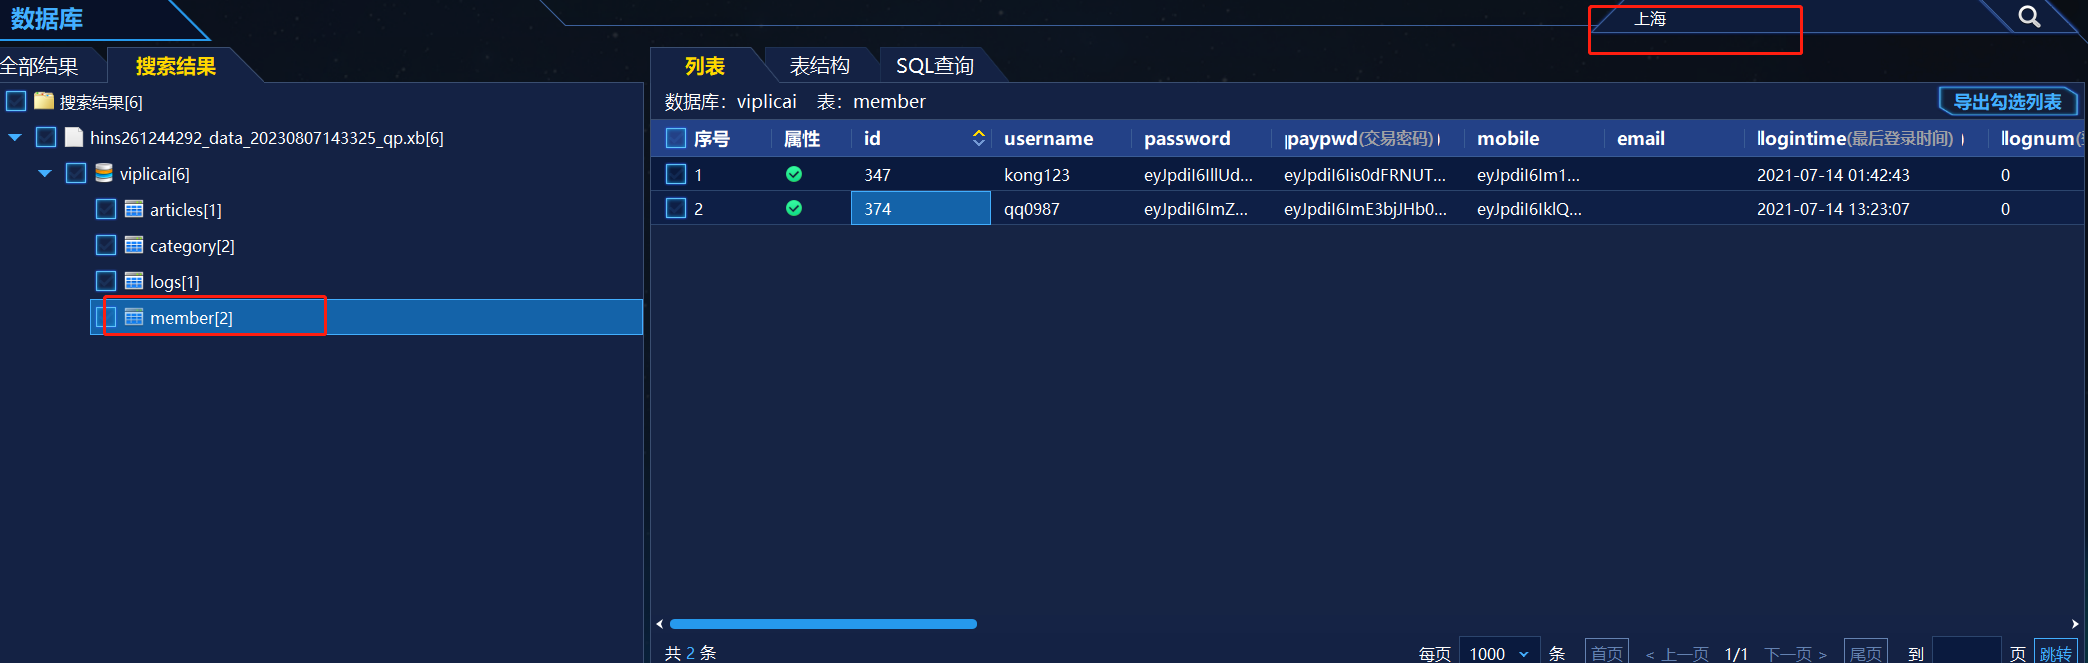 数据库
上海
全部结果 搜索结果
列表 表结构 SQL查询
搜索结果[6]
hins261244292_data_20230807143325_qp.xb[6]
viplicai[6]
articles[1]
category[2]
logs[1]
member[2]
数据库：viplicai 表：member 导出勾选列表
序号 属性 id username password paypwd(交易密码) mobile email logintime(最后登录时间) lognum
1 347 kong123 eyJpdiI6IllUd... eyJpdiI6Iis0dFRNUT... eyJpdiI6Im1... 2021-07-14 01:42:43 0
2 374 qq0987 eyJpdiI6ImZ... eyJpdiI6ImE3bjJHb0... eyJpdiI6IklQ... 2021-07-14 13:23:07 0
共 2 条 每页 1000 条 首页 < 上一页 1/1 下一页 > 尾页 到 页 跳转